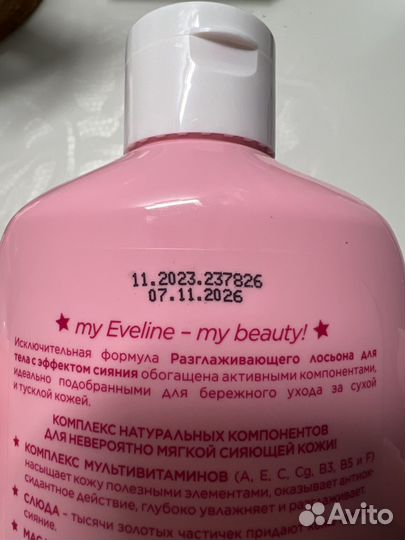 11.2023.237826
07.11.2026
my Eveline – my beauty!
Исключительная формула Разглаживающего лосьона для
тела с эффектом сияния обогащена активными компонентами,
идеально подобранными для бережного ухода за сухой
и тусклой кожей.
КОМПЛЕКС НАТУРАЛЬНЫХ КОМПОНЕНТОВ
ДЛЯ НЕВЕРОЯТНО МЯГКОЙ СИЯЮЩЕЙ КОЖИ!
КОМПЛЕКС МУЛЬТИВИТАМИНОВ (A, E, C, Cg, B3, B5 и F)
насыщает кожу полезными элементами, оказывает антиок-
сидантное действие, глубоко увлажняет и разглаживает.
СЛЮДА - тысячи золотых частичек придают коже
сияние.
Avito